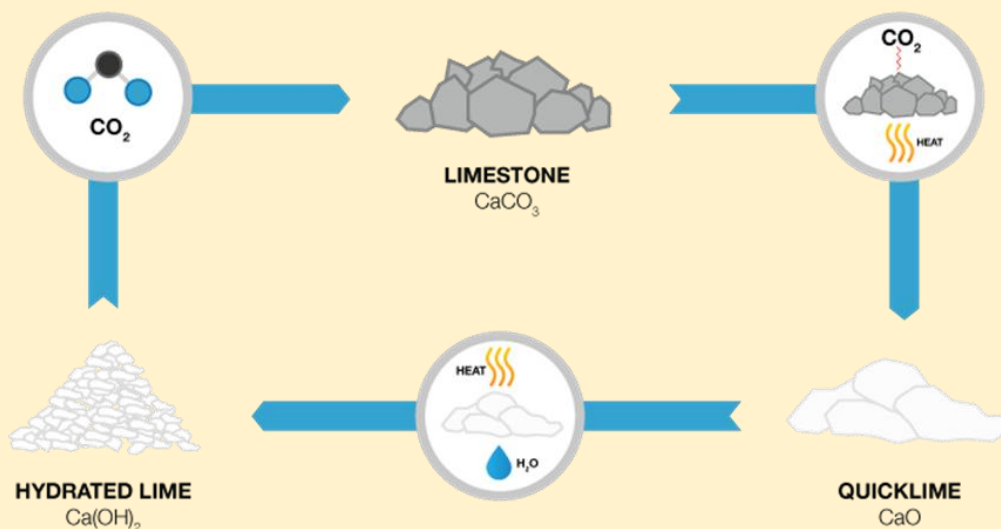 CO₂
CO₂
HEAT
LIMESTONE
CaCO₃
HEAT
H₂O
HYDRATED LIME
Ca(OH)₂
QUICKLIME
CaO